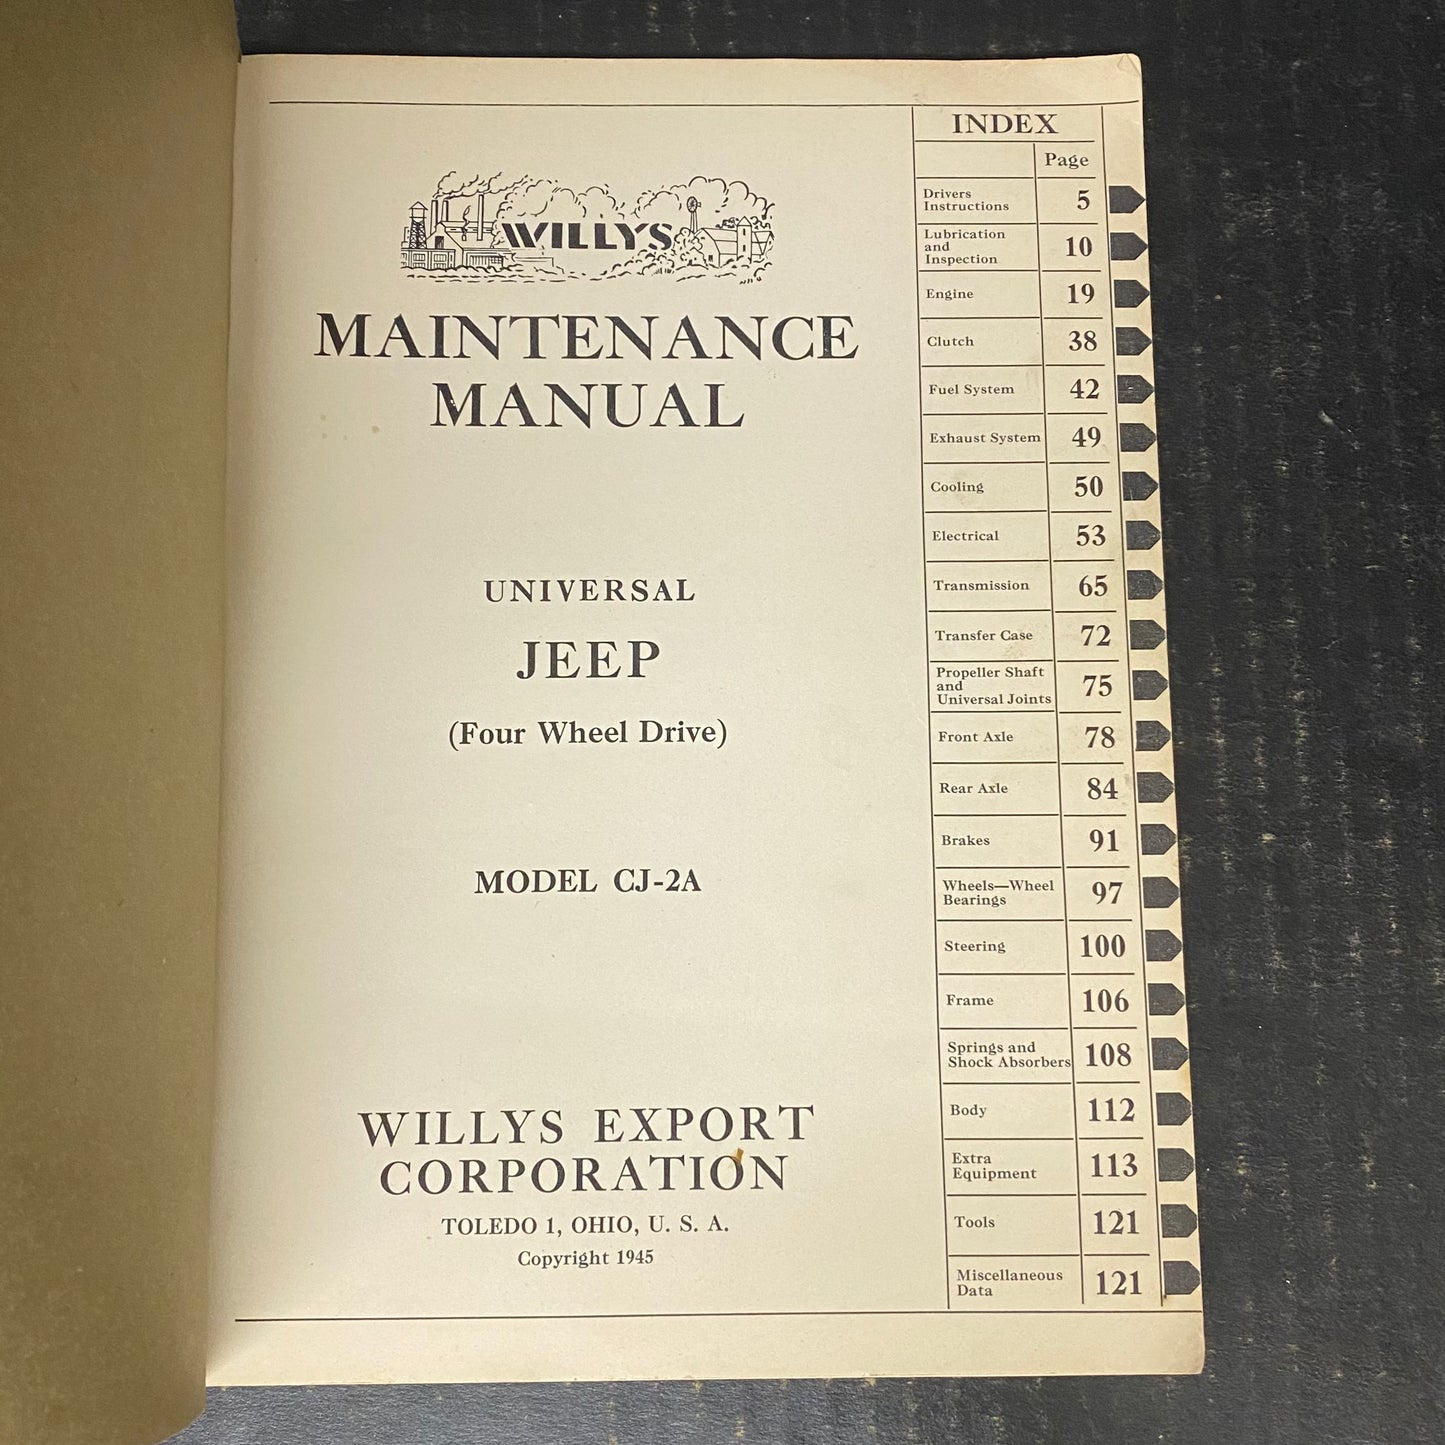 WILLYS
MAINTENANCE
MANUAL
UNIVERSAL
JEEP
(Four Wheel Drive)
MODEL CJ-2A
WILLYS EXPORT
CORPORATION
TOLEDO 1, OHIO, U. S. A.
Copyright 1945
INDEX
Page
Drivers
Instructions 5
Lubrication
and
Inspection 10
Engine 19
Clutch 38
Fuel System 42
Exhaust System 49
Cooling 50
Electrical 53
Transmission 65
Transfer Case 72
Propeller Shaft
and
Universal Joints 75
Front Axle 78
Rear Axle 84
Brakes 91
Wheels—Wheel
Bearings 97
Steering 100
Frame 106
Springs and
Shock Absorbers 108
Body 112
Extra
Equipment 113
Tools 121
Miscellaneous
Data 121